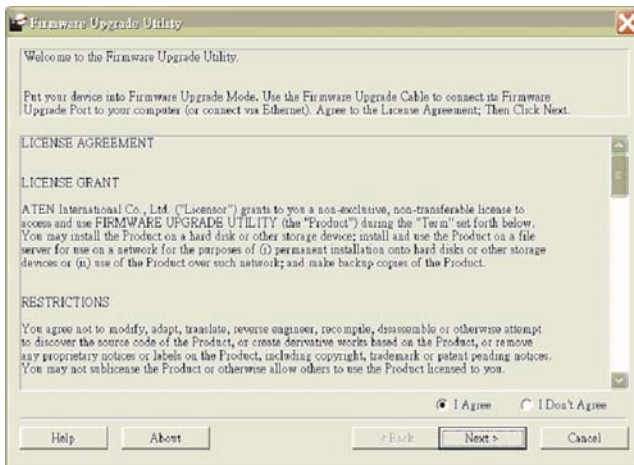 Firmware Upgrade Utility
Welcome to the Firmware Upgrade Utility.
Put your device into Firmware Upgrade Mode. Use the Firmware Upgrade Cable to connect its Firmware
Upgrade Port to your computer (or connect via Ethernet). Agree to the License Agreement; Then Click Next.
LICENSE AGREEMENT
LICENSE GRANT
ATEN International Co., Ltd. ("Licensor") grants to you a non-exclusive, non-transferable license to
access and use FIRMWARE UPGRADE UTILITY (the "Product") during the "Term" set forth below.
You may install the Product on a hard disk or other storage device; install and use the Product on a file
server for use on a network for the purposes of (i) permanent installation onto hard disks or other storage
devices or (ii) use of the Product over such network; and make backup copies of the Product.
RESTRICTIONS
You agree not to modify, adapt, translate, reverse engineer, recompile, disassemble or otherwise attempt
to discover the source code of the Product, or create derivative works based on the Product, or remove
any proprietary notices or labels on the Product, including copyright, trademark or patent pending notices.
You may not sublicense the Product or otherwise allow others to use the Product licensed to you.
I Agree I Don't Agree
Help About < Back Next > Cancel